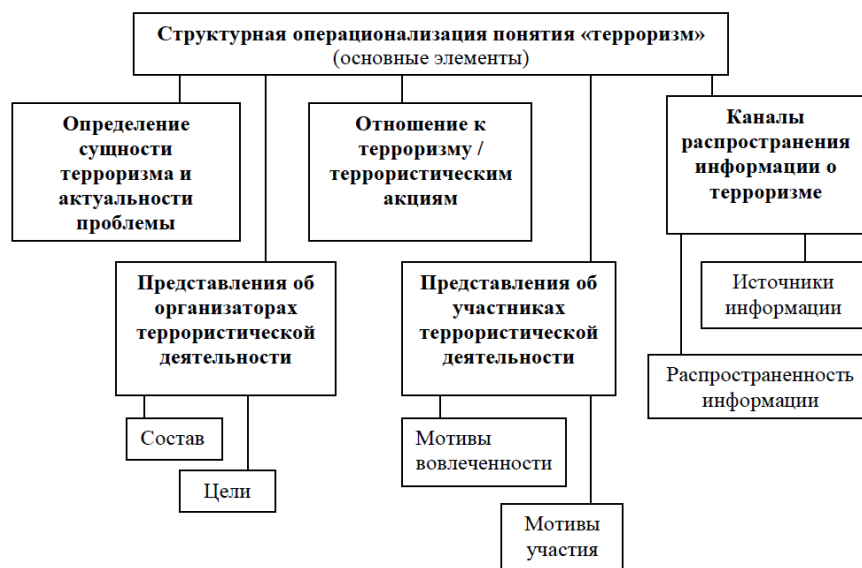 Структурная операционализация понятия «терроризм»
(основные элементы)
Определение
сущности
терроризма и
актуальности
проблемы
Отношение к
терроризму /
террористическим
акциям
Каналы
распространения
информации о
терроризме
Представления об
организаторах
террористической
деятельности
Представления об
участниках
террористической
деятельности
Источники
информации
Распространенность
информации
Состав
Цели
Мотивы
вовлеченности
Мотивы
участия